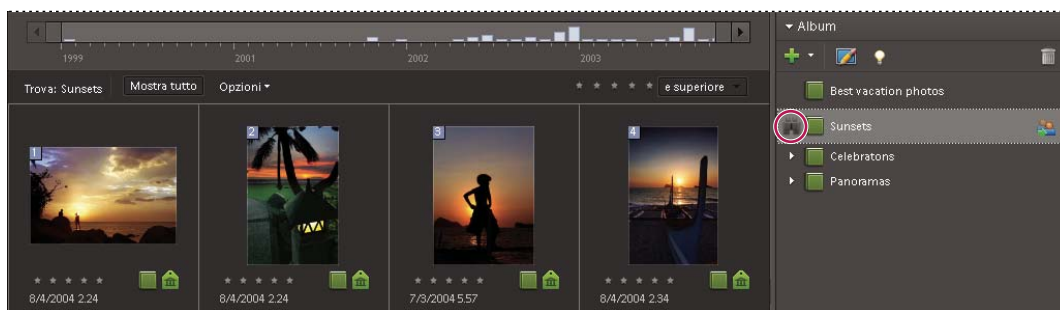 Album
1999 2001 2002 2003
Trova: Sunsets Mostra tutto Opzioni e superiore
Best vacation photos
Sunsets
Celebratons
Panoramas
1 2 3 4
8/4/2004 2.24 8/4/2004 2.24 7/3/2004 5.57 8/4/2004 2.34